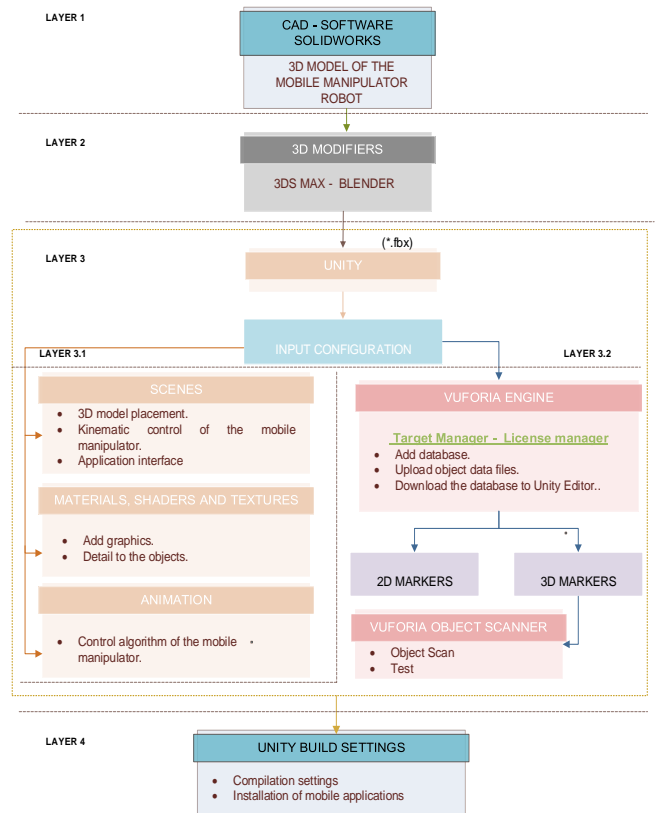 LAYER 1
CAD - SOFTWARE
SOLIDWORKS
3D MODEL OF THE
MOBILE MANIPULATOR
ROBOT
LAYER 2
3D MODIFIERS
3DS MAX - BLENDER
(*.fbx)
LAYER 3
UNITY
INPUT CONFIGURATION
LAYER 3.1
LAYER 3.2
SCENES
• 3D model placement.
• Kinematic control of the mobile
manipulator.
• Application interface
MATERIALS, SHADERS AND TEXTURES
• Add graphics.
• Detail to the objects.
ANIMATION
• Control algorithm of the mobile
manipulator.
VUFORIA ENGINE
Target Manager - License manager
• Add database.
• Upload object data files.
• Download the database to Unity Editor..
2D MARKERS
3D MARKERS
VUFORIA OBJECT SCANNER
• Object Scan
• Test
LAYER 4
UNITY BUILD SETTINGS
• Compilation settings
• Installation of mobile applications